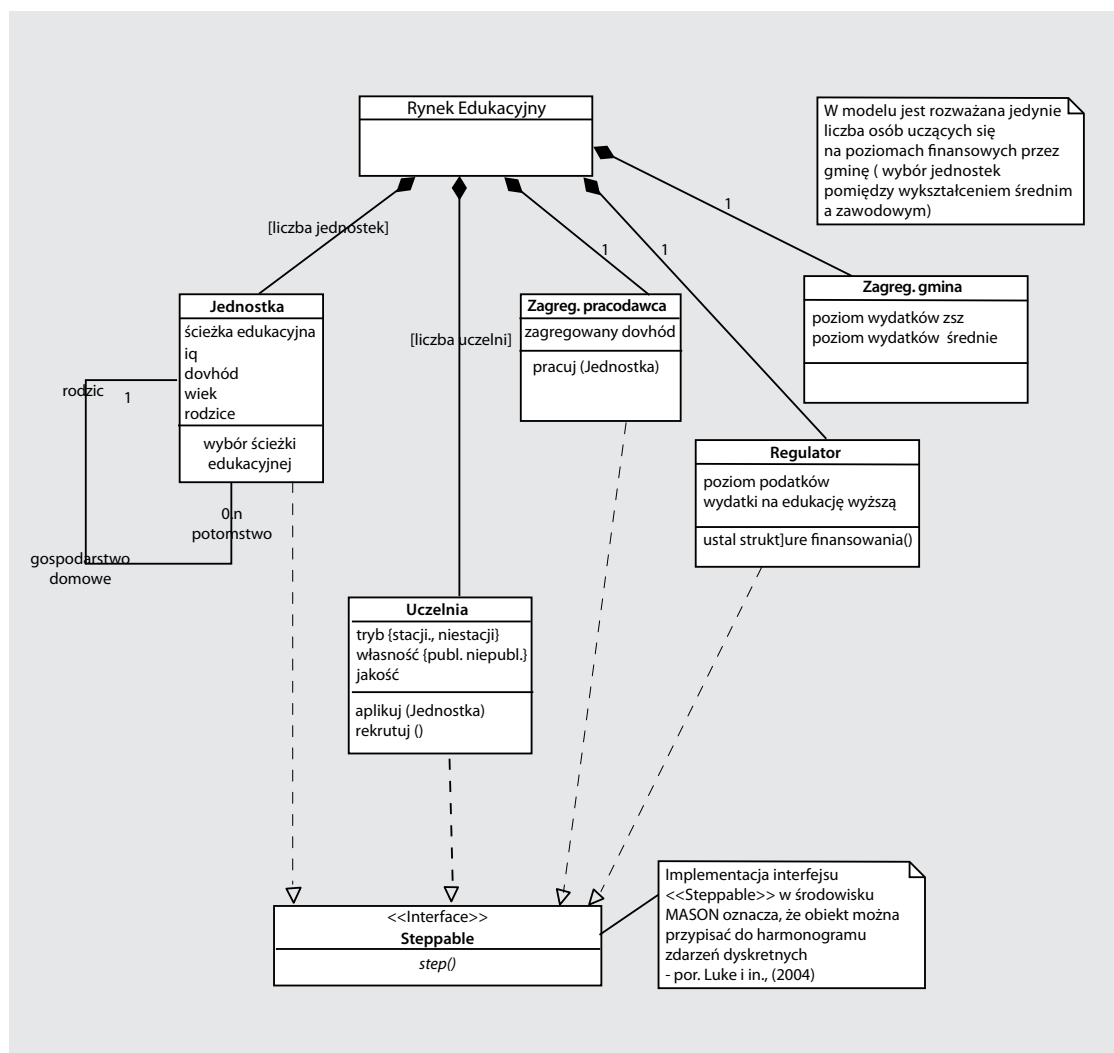 Rynek Edukacyjny
W modelu jest rozważana jedynie
liczba osób uczących się
na poziomach finansowych przez
gminę ( wybór jednostek
pomiędzy wykształceniem średnim
a zawodowym)
1
[liczba jednostek]
1
1
Zagreg. gmina
poziom wydatków zsz
poziom wydatków średnie
Jednostka
ścieżka edukacyjna
iq
dovhód
wiek
rodzice
wybór ścieżki
edukacyjnej
Zagreg. pracodawca
zagregowany dovhód
pracuj (Jednostka)
[liczba uczelni]
rodzic
1
0.n
potomstwo
gospodarstwo
domowe
Regulator
poziom podatków
wydatki na edukację wyższą
ustal strukt]ure finansowania()
Uczelnia
tryb {stacji., niestacji}
własność {publ. niepubl.}
jakość
aplikuj (Jednostka)
rekrutuj ()
<<Interface>>
Steppable
step()
Implementacja interfejsu
<<Steppable>> w środowisku
MASON oznacza, że obiekt można
przypisać do harmonogramu
zdarzeń dyskretnych
- por. Luke i in., (2004)